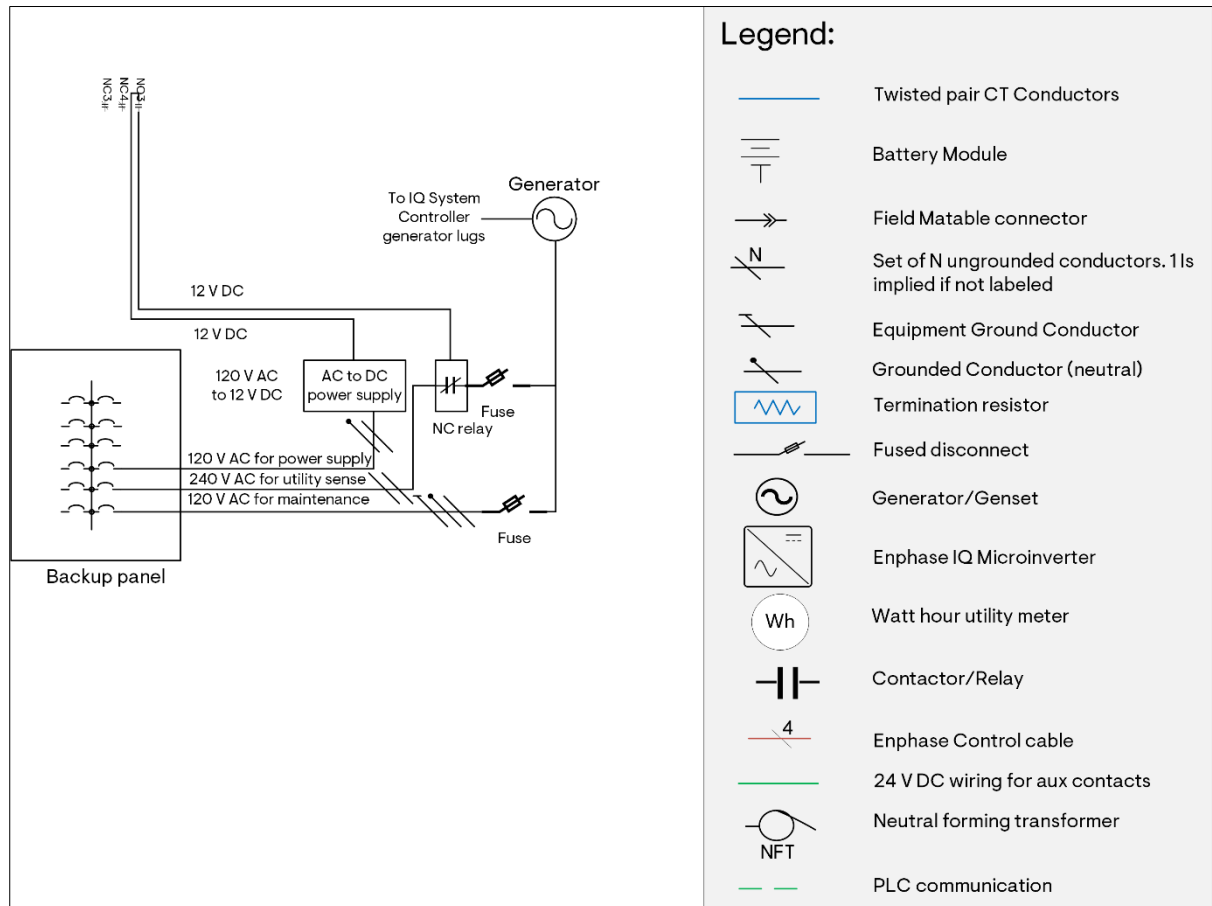 NO3
NC4
NC3
Generator
To IQ System
Controller
generator lugs
12 V DC
12 V DC
120 V AC
to 12 V DC
AC to DC
power supply
Fuse
NC relay
120 V AC for power supply
240 V AC for utility sense
120 V AC for maintenance
Fuse
Backup panel
Legend:
Twisted pair CT Conductors
Battery Module
Field Matable connector
N
Set of N ungrounded conductors. 1 Is
implied if not labeled
Equipment Ground Conductor
Grounded Conductor (neutral)
Termination resistor
Fused disconnect
Generator/Genset
Enphase IQ Microinverter
Wh
Watt hour utility meter
Contactor/Relay
4
Enphase Control cable
24 V DC wiring for aux contacts
Neutral forming transformer
NFT
PLC communication